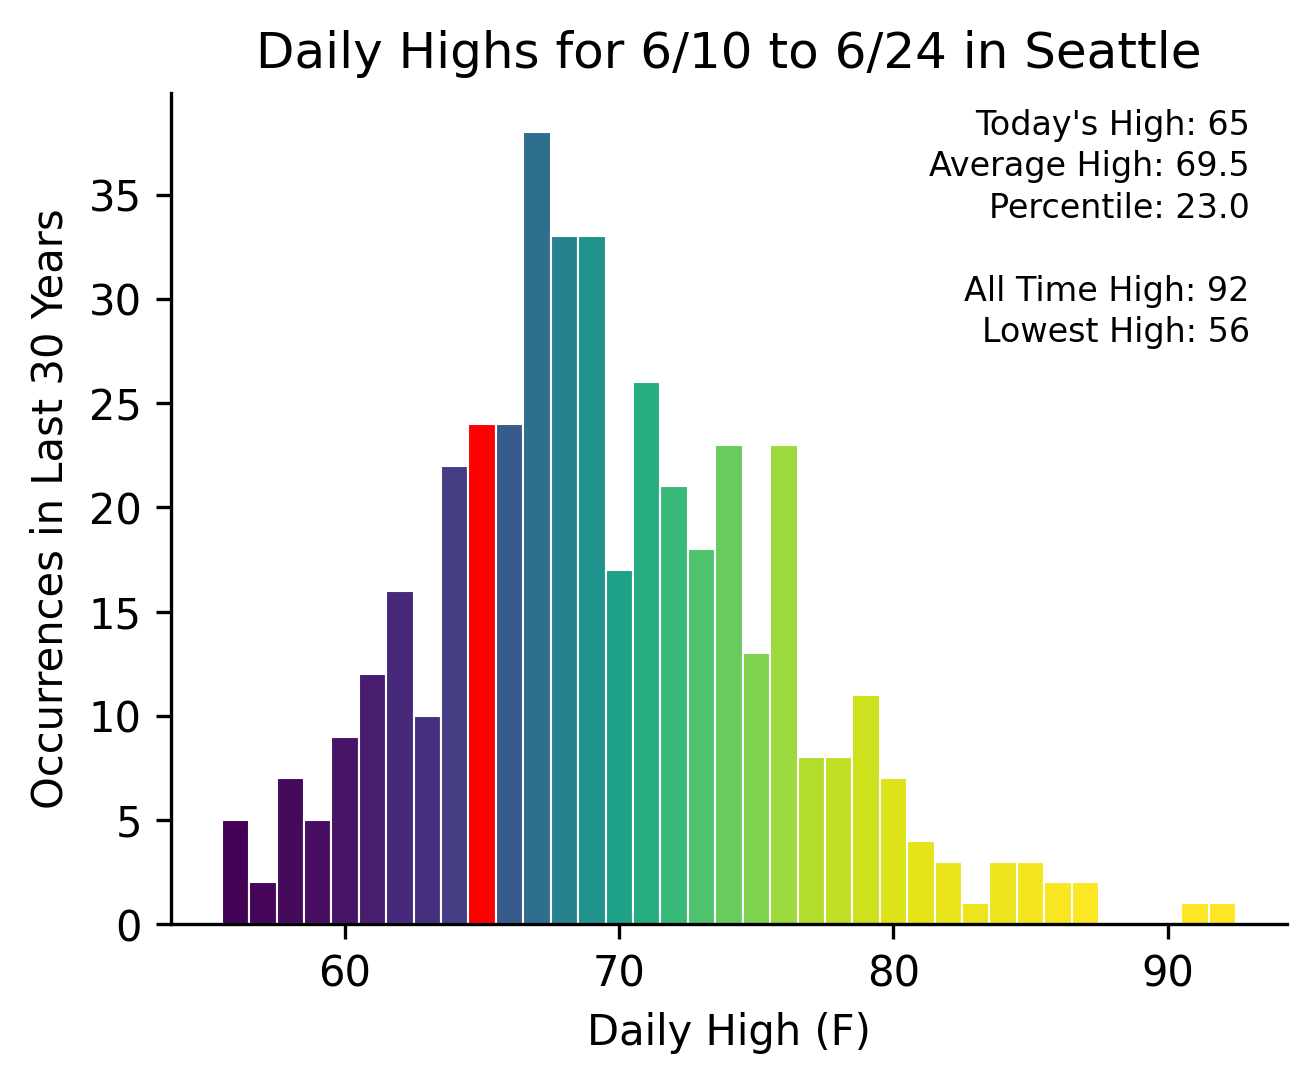 Daily Highs for 6/10 to 6/24 in Seattle
Today's High: 65
Average High: 69.5
Percentile: 23.0
All Time High: 92
Lowest High: 56
Occurrences in Last 30 Years
35
30
25
20
15
10
5
0
60
70
80
90
Daily High (F)